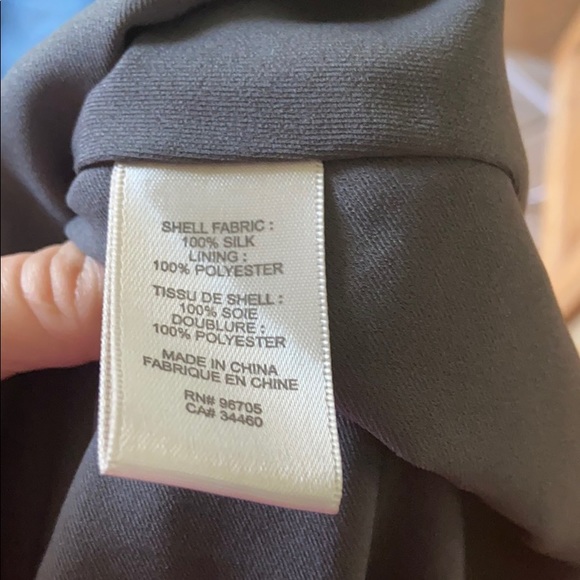 SHELL FABRIC :
100% SILK
LINING :
100% POLYESTER
TISSU DE SHELL :
100% SOIE
DOUBLURE :
100% POLYESTER
MADE IN CHINA
FABRIQUE EN CHINE
RN# 96705
CA# 34460